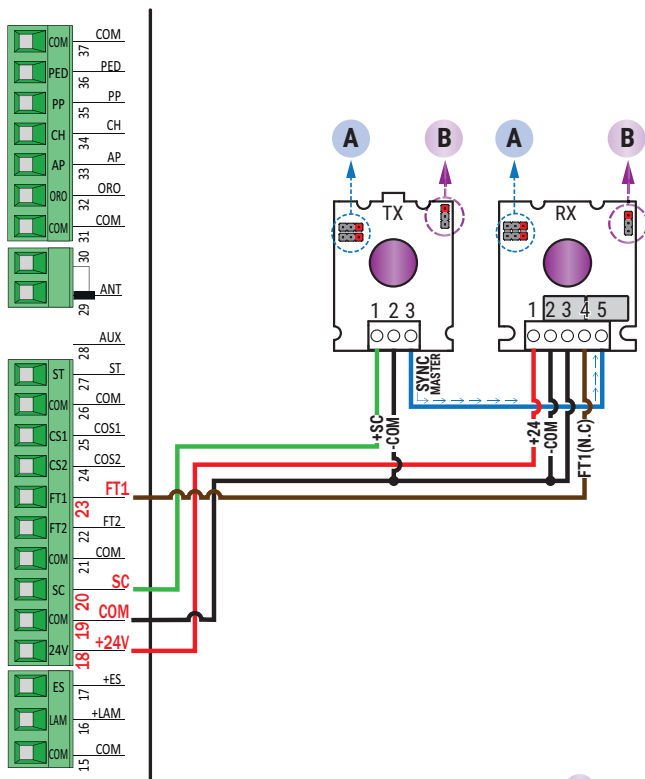 COM 37 COM
PED 36 PED
PP 35 PP
CH 34 CH
AP 33 AP
ORO 32 ORO
COM 31 COM
30
29 ANT
28 AUX
ST 27 ST
COM 26 COM
CS1 25 COS1
CS2 24 COS2
FT1 23 FT1
FT2 22 FT2
COM 21 COM
SC 20 SC
COM 19 COM
24V 18 +24V
ES 17 +ES
LAM 16 +LAM
COM 15 COM
A B A B
TX RX
1 2 3
1 2 3 4 5
SYNC
MASTER
+SC
-COM
+24
-COM
FT1(N.C)